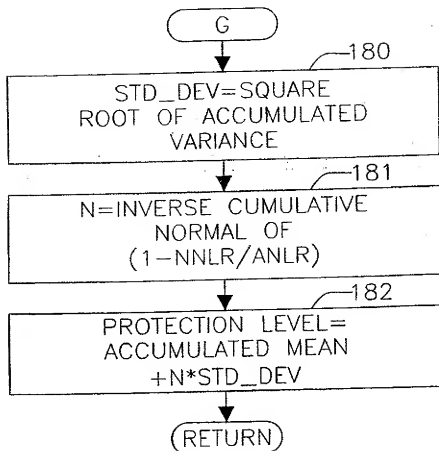 G
180
STD_DEV=SQUARE
ROOT OF ACCUMULATED
VARIANCE
181
N=INVERSE CUMULATIVE
NORMAL OF
(1-NNLR/ANLR)
182
PROTECTION LEVEL=
ACCUMULATED MEAN
+N*STD_DEV
RETURN